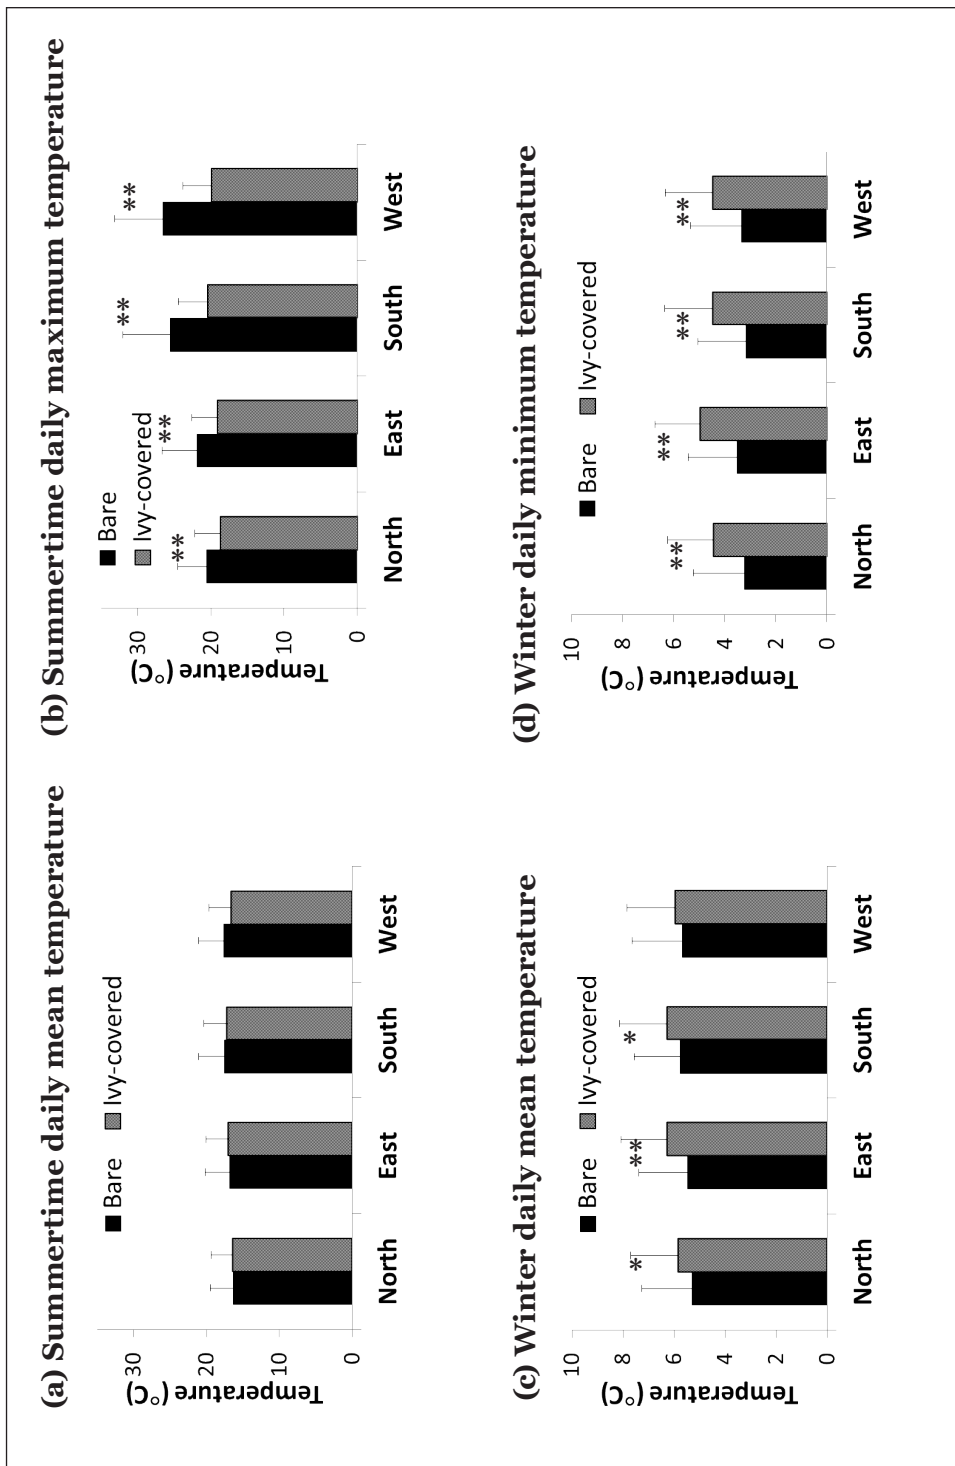 (a) Summertime daily mean temperature
Bare Ivy-covered
Temperature (°C)
30
20
10
0
North East South West
(b) Summertime daily maximum temperature
Bare
Ivy-covered
Temperature (°C)
30
20
10
0
** ** ** **
North East South West
(c) Winter daily mean temperature
Bare Ivy-covered
Temperature (°C)
10
8
6
4
2
0
* ** *
North East South West
(d) Winter daily minimum temperature
Bare Ivy-covered
Temperature (°C)
10
8
6
4
2
0
** ** ** **
North East South West